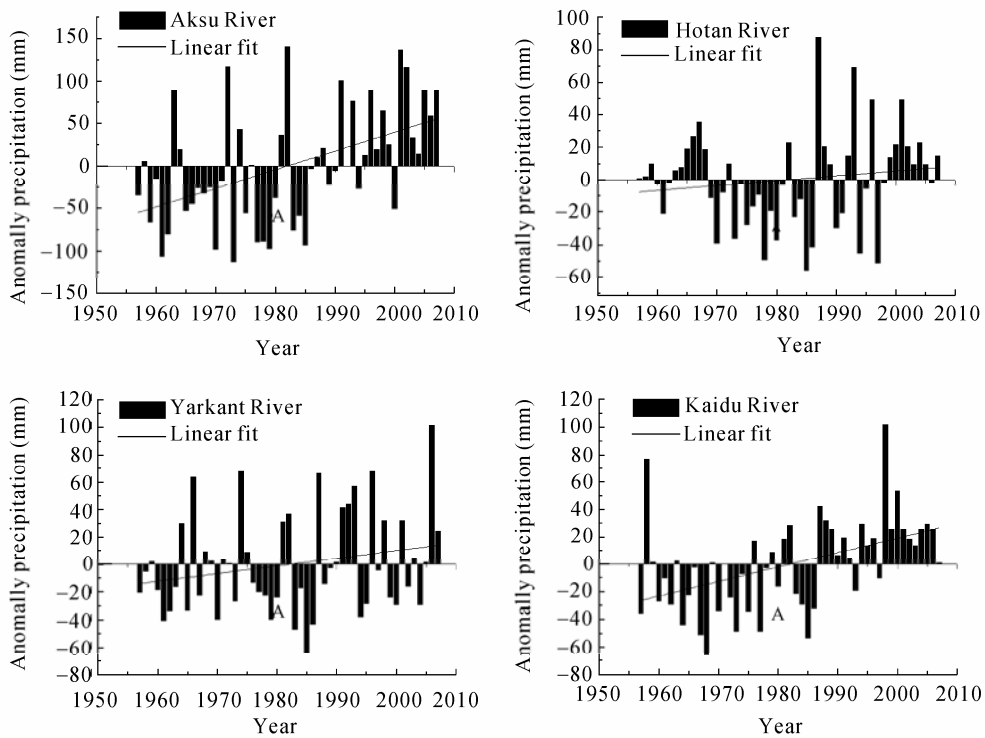 Aksu River
Linear fit
Anomally precipitation (mm)
150
100
50
0
−50
−100
−150
A
1950 1960 1970 1980 1990 2000 2010
Year
Hotan River
Linear fit
Anomally precipitation (mm)
100
80
60
40
20
0
−20
−40
−60
A
1950 1960 1970 1980 1990 2000 2010
Year
Yarkant River
Linear fit
Anomally precipitation (mm)
120
100
80
60
40
20
0
−20
−40
−60
−80
A
1950 1960 1970 1980 1990 2000 2010
Year
Kaidu River
Linear fit
Anomally precipitation (mm)
120
100
80
60
40
20
0
−20
−40
−60
−80
A
1950 1960 1970 1980 1990 2000 2010
Year